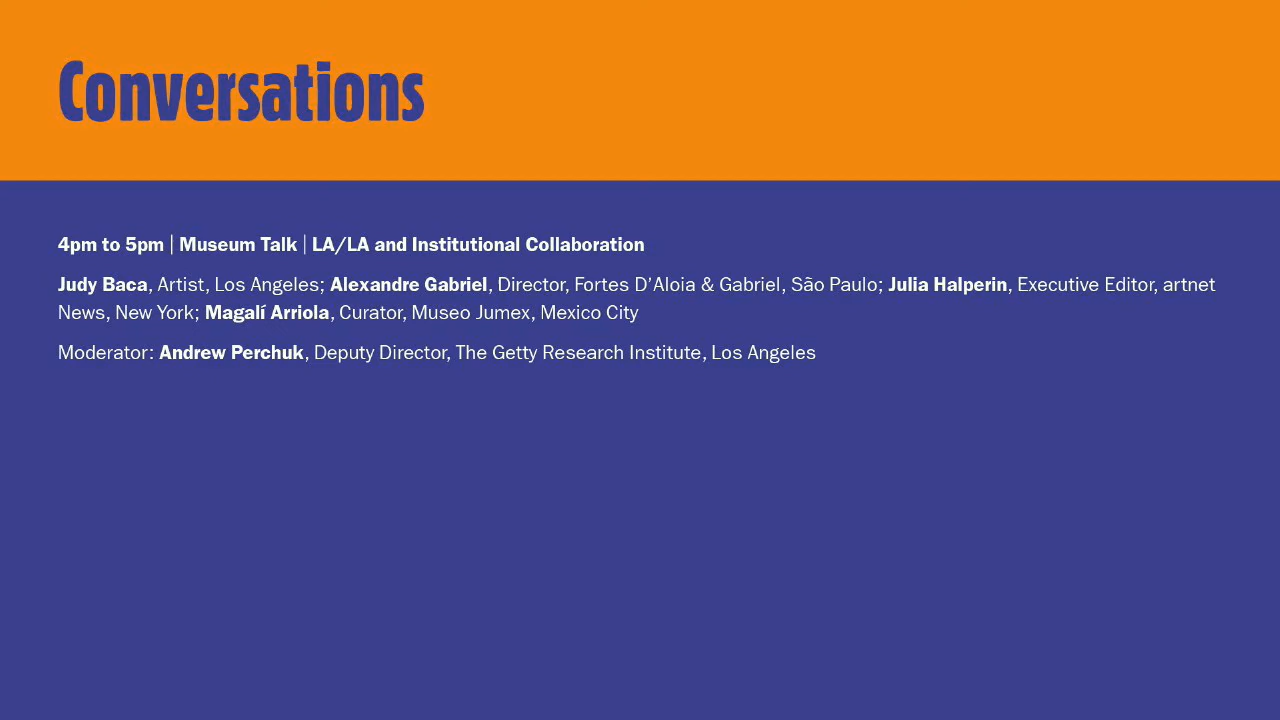 Conversations
4pm to 5pm | Museum Talk | LA/LA and Institutional Collaboration
Judy Baca, Artist, Los Angeles; Alexandre Gabriel, Director, Fortes D'Aloia & Gabriel, São Paulo; Julia Halperin, Executive Editor, artnet
News, New York; Magalí Arriola, Curator, Museo Jumex, Mexico City
Moderator: Andrew Perchuk, Deputy Director, The Getty Research Institute, Los Angeles